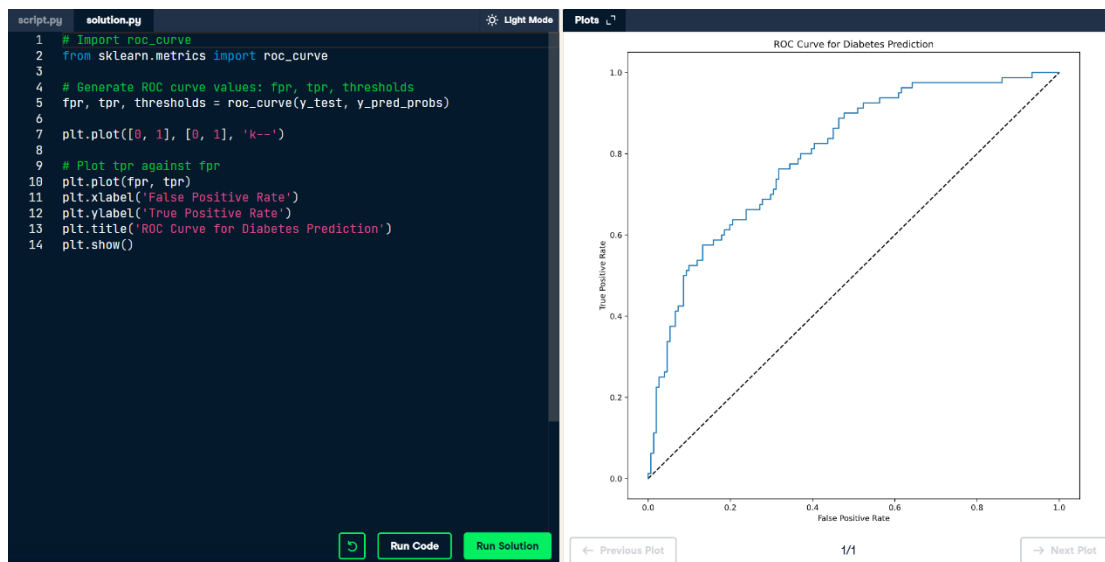 script.py
solution.py
Light Mode
1 # Import roc_curve
2 from sklearn.metrics import roc_curve
3
4 # Generate ROC curve values: fpr, tpr, thresholds
5 fpr, tpr, thresholds = roc_curve(y_test, y_pred_probs)
6
7 plt.plot([0, 1], [0, 1], 'k--')
8
9 # Plot tpr against fpr
10 plt.plot(fpr, tpr)
11 plt.xlabel('False Positive Rate')
12 plt.ylabel('True Positive Rate')
13 plt.title('ROC Curve for Diabetes Prediction')
14 plt.show()
Run Code
Run Solution
Plots
ROC Curve for Diabetes Prediction
True Positive Rate
1.0
0.8
0.6
0.4
0.2
0.0
0.0 0.2 0.4 0.6 0.8 1.0
False Positive Rate
← Previous Plot
1/1
→ Next Plot